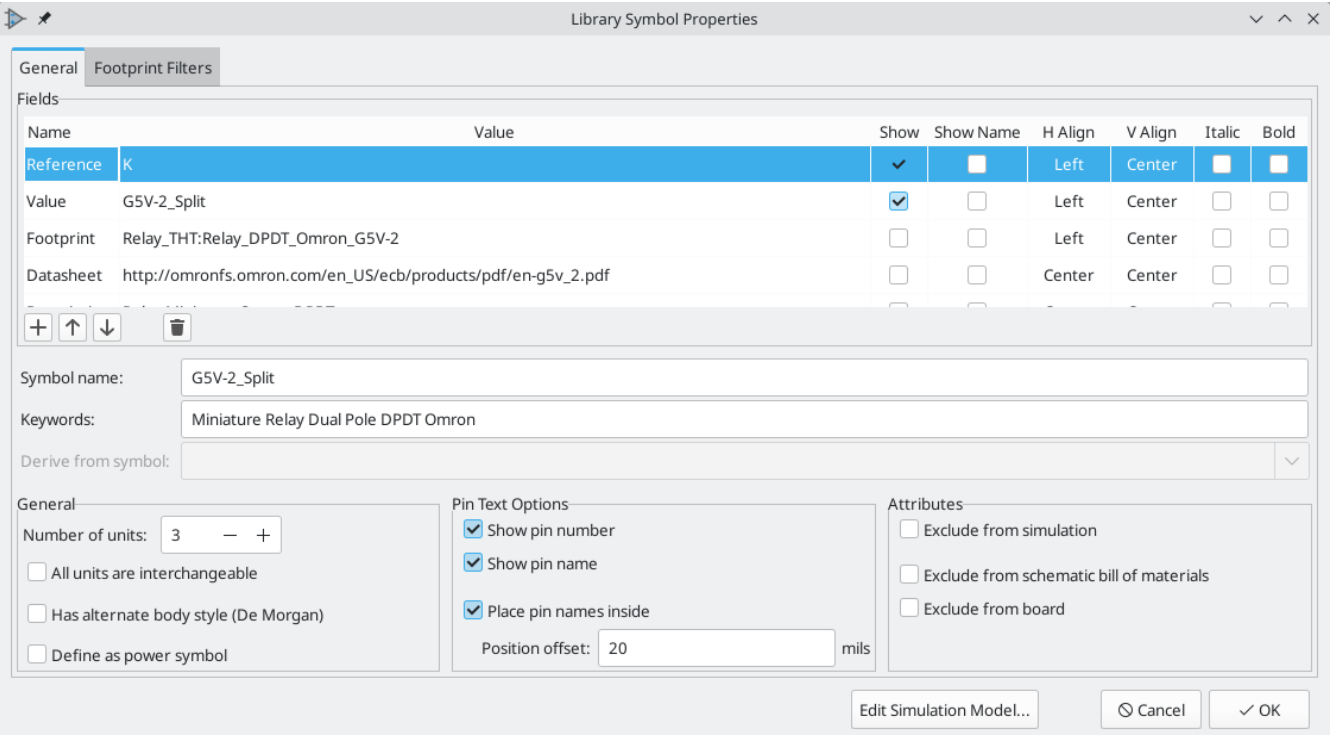 Library Symbol Properties
General Footprint Filters
Fields
Name Value Show Show Name H Align V Align Italic Bold
Reference K Left Center
Value G5V-2_Split Left Center
Footprint Relay_THT:Relay_DPDT_Omron_G5V-2 Left Center
Datasheet http://omronfs.omron.com/en_US/ecb/products/pdf/en-g5v_2.pdf Center Center
Symbol name: G5V-2_Split
Keywords: Miniature Relay Dual Pole DPDT Omron
Derive from symbol:
General
Number of units: 3
All units are interchangeable
Has alternate body style (De Morgan)
Define as power symbol
Pin Text Options
Show pin number
Show pin name
Place pin names inside
Position offset: 20 mils
Attributes
Exclude from simulation
Exclude from schematic bill of materials
Exclude from board
Edit Simulation Model... Cancel OK